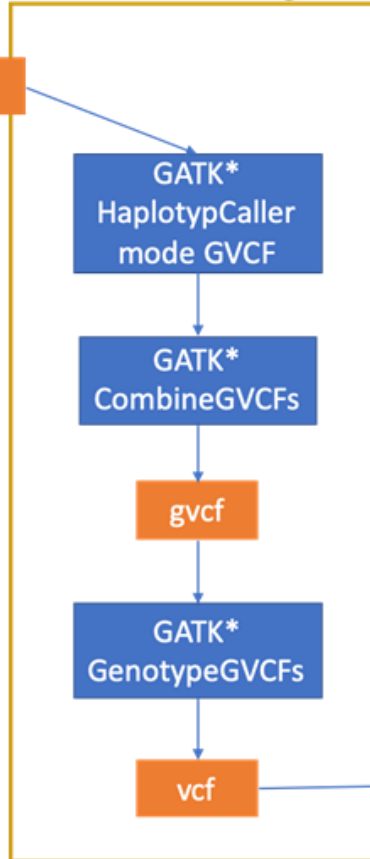 GATK*
HaplotypCaller
mode GVCF
GATK*
CombineGVCFs
gvcf
GATK*
GenotypeGVCFs
vcf